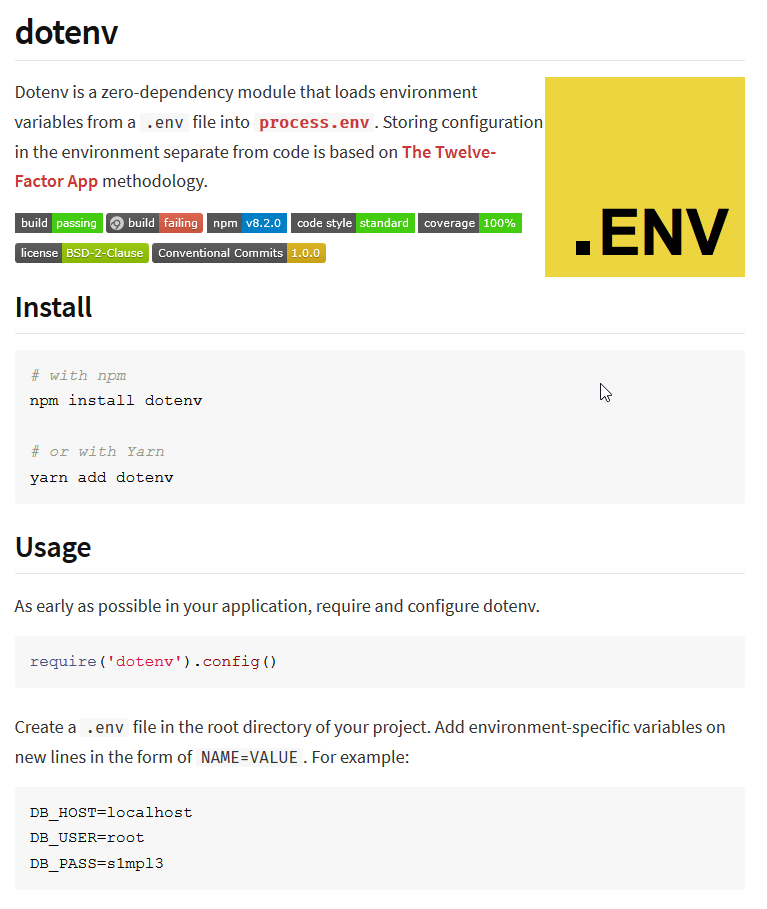 dotenv
Dotenv is a zero-dependency module that loads environment
variables from a .env file into process.env. Storing configuration
in the environment separate from code is based on The Twelve-
Factor App methodology.
.ENV
build passing build failing npm v8.2.0 code style standard coverage 100%
license BSD-2-Clause Conventional Commits 1.0.0
Install
# with npm
npm install dotenv
# or with Yarn
yarn add dotenv
Usage
As early as possible in your application, require and configure dotenv.
require('dotenv').config()
Create a .env file in the root directory of your project. Add environment-specific variables on
new lines in the form of NAME=VALUE. For example:
DB_HOST=localhost
DB_USER=root
DB_PASS=s1mpl3